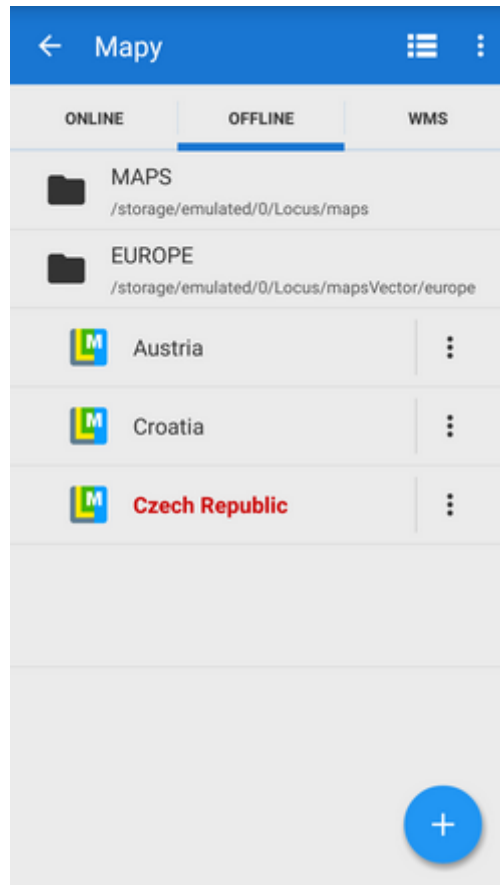 Mapy
ONLINE OFFLINE WMS
MAPS
/storage/emulated/0/Locus/maps
EUROPE
/storage/emulated/0/Locus/mapsVector/europe
M Austria
M Croatia
M Czech Republic